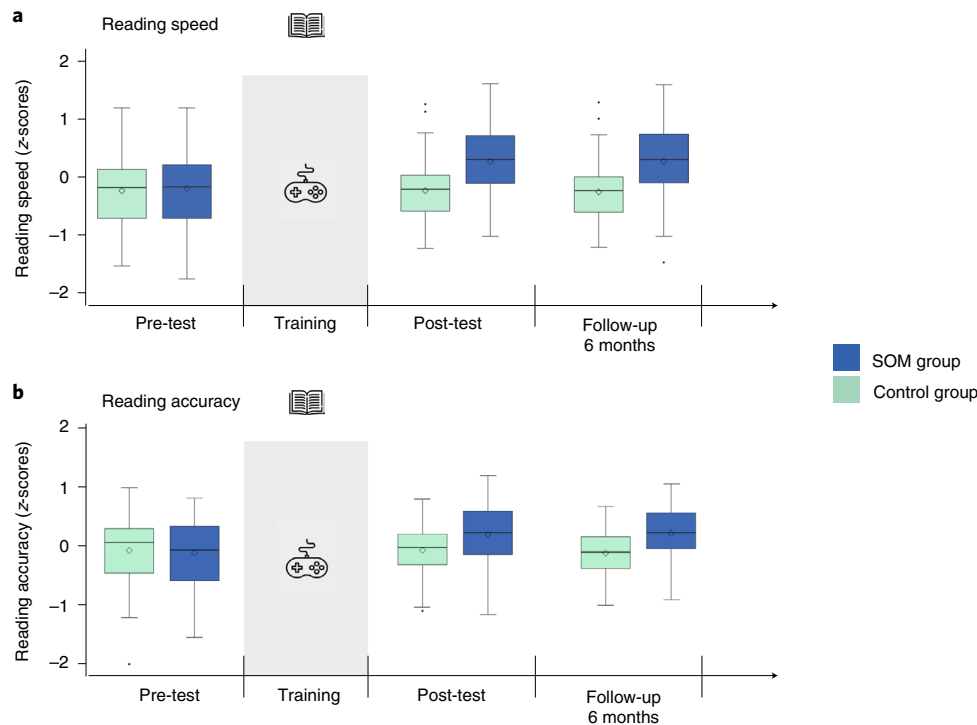 a
Reading speed
Reading speed (z-scores)
2
1
0
−1
−2
Pre-test
Training
Post-test
Follow-up
6 months
SOM group
Control group
b
Reading accuracy
Reading accuracy (z-scores)
2
1
0
−1
−2
Pre-test
Training
Post-test
Follow-up
6 months